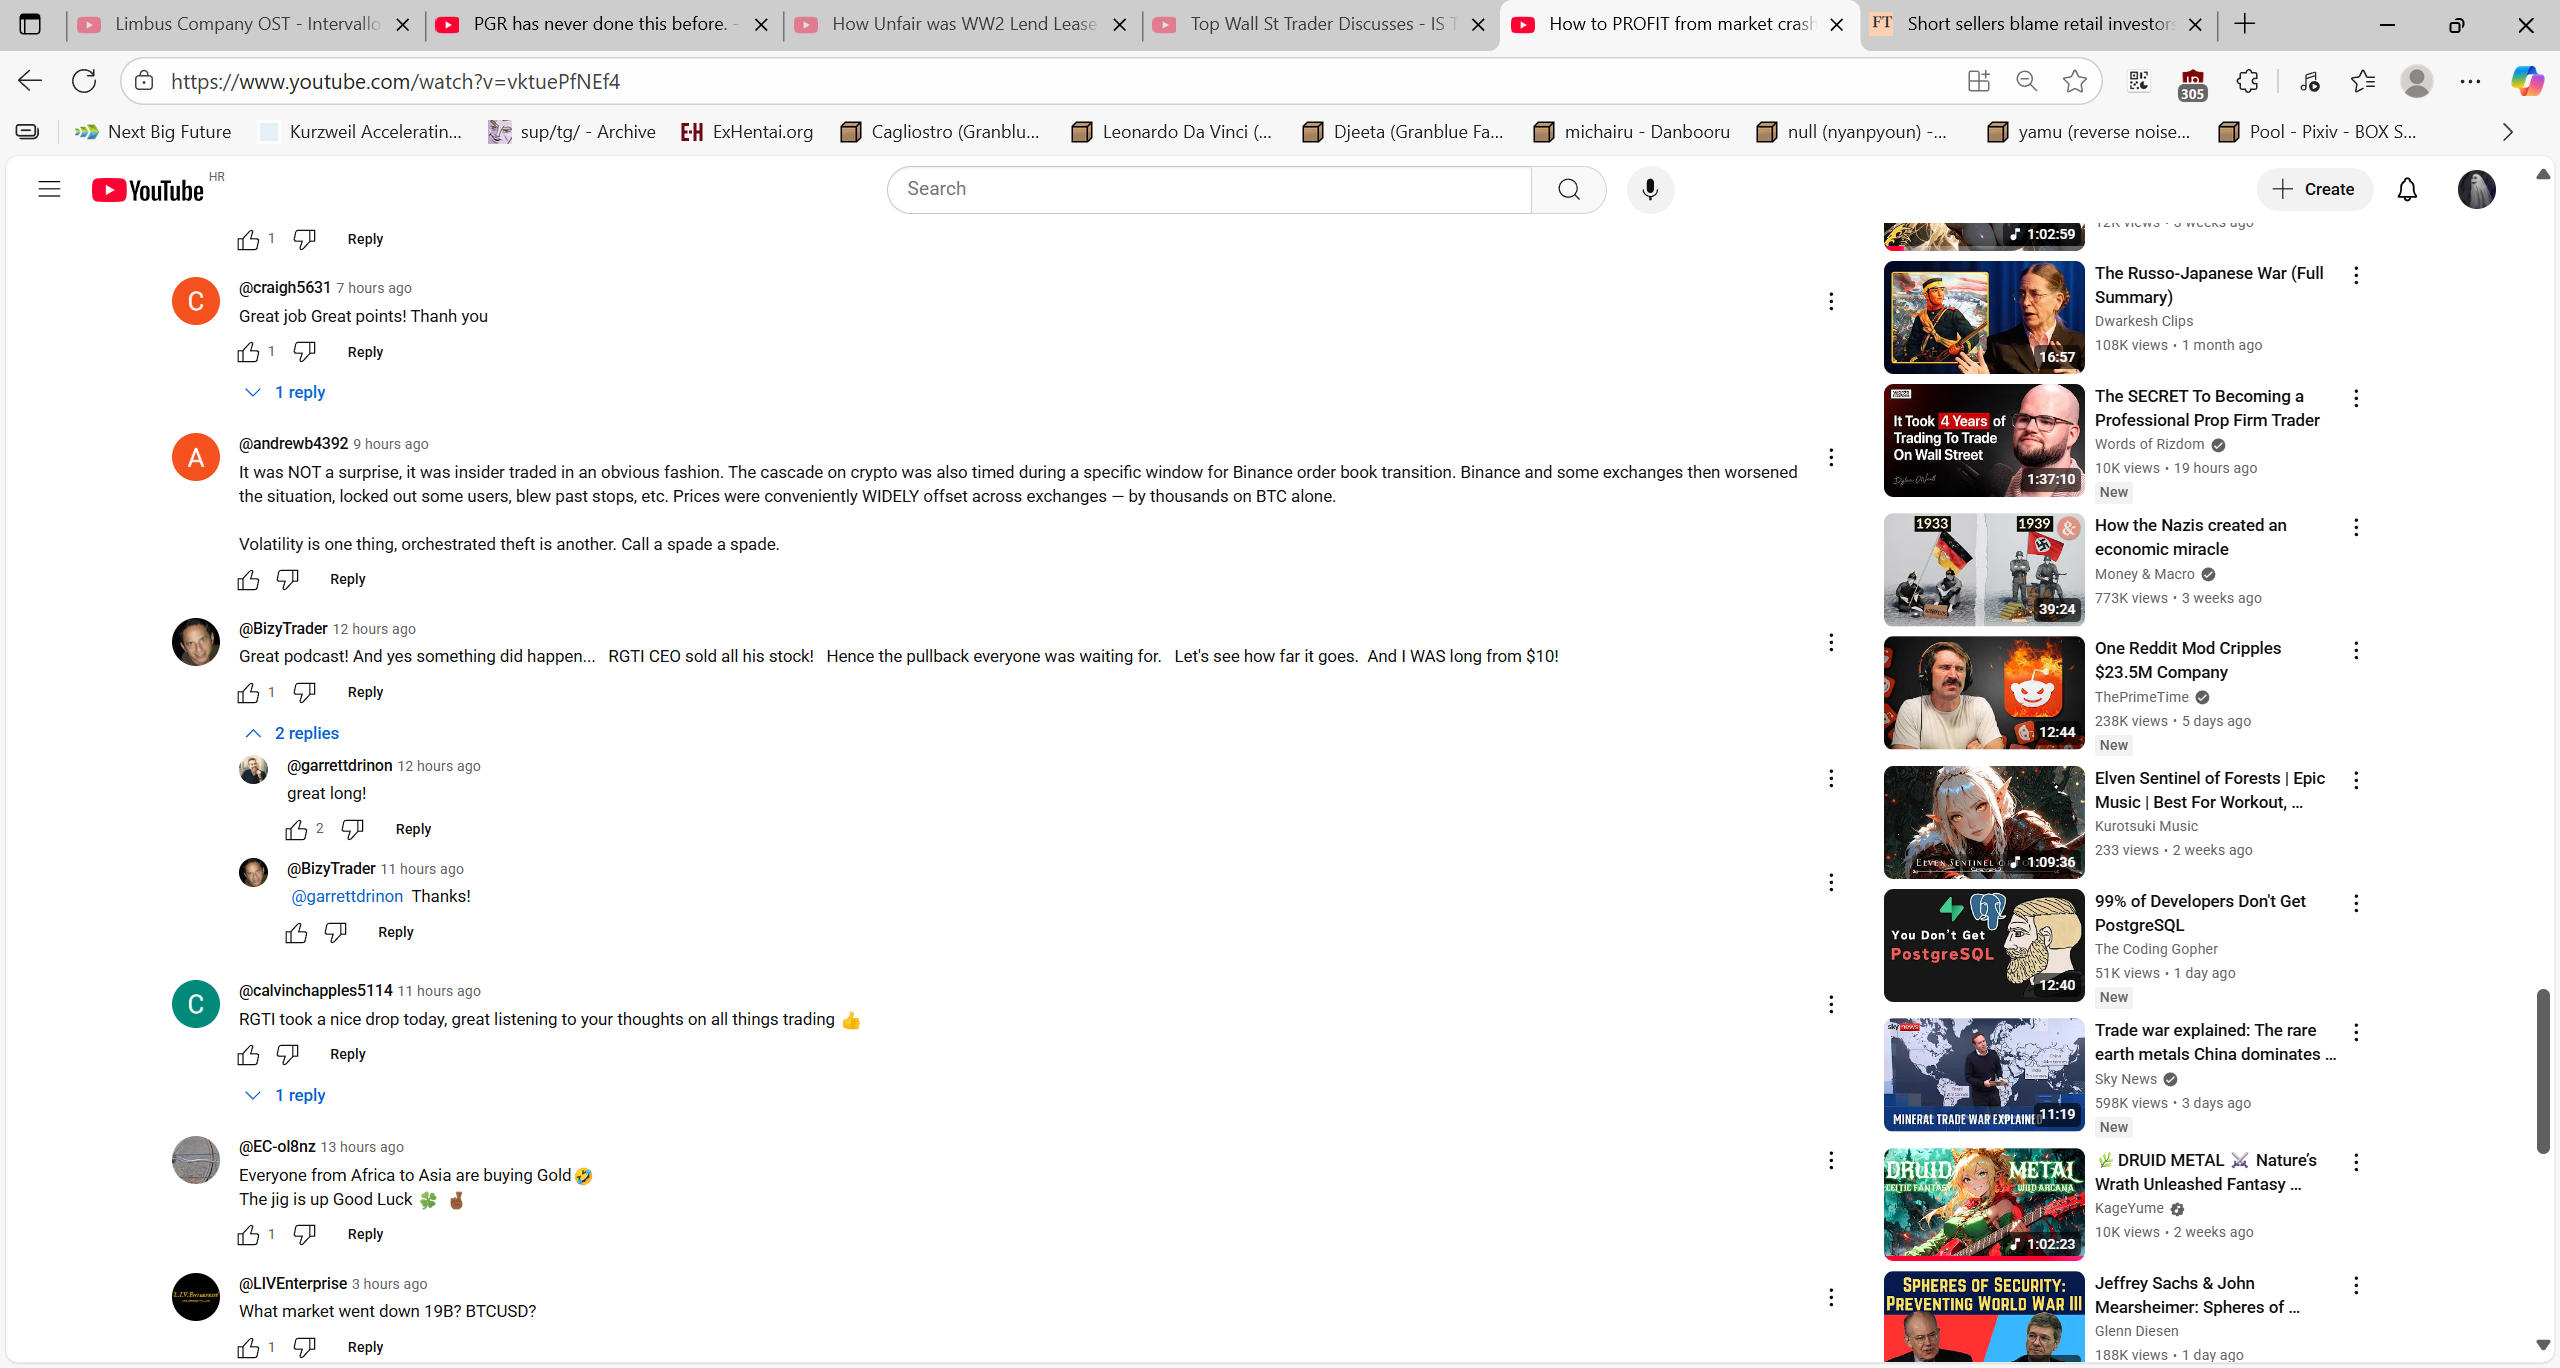 Limbus Company OST - Intervallo
PGR has never done this before. -
How Unfair was WW2 Lend Lease
Top Wall St Trader Discusses - IS T
How to PROFIT from market crash
FT
Short sellers blame retail investors
https://www.youtube.com/watch?v=vktuePfNEf4
305
Next Big Future
Kurzweil Acceleratin...
sup/tg/ - Archive
E-H ExHentai.org
Cagliostro (Granblu...
Leonardo Da Vinci (...
Djeeta (Granblue Fa...
michairu - Danbooru
null (nyanpyoun) -...
yamu (reverse noise...
Pool - Pixiv - BOX S...
YouTube HR
Search
Create
1 Reply
@craigh5631 7 hours ago
Great job Great points! Thanh you
1 Reply
1 reply
@andrewb4392 9 hours ago
It was NOT a surprise, it was insider traded in an obvious fashion. The cascade on crypto was also timed during a specific window for Binance order book transition. Binance and some exchanges then worsened
the situation, locked out some users, blew past stops, etc. Prices were conveniently WIDELY offset across exchanges — by thousands on BTC alone.
Volatility is one thing, orchestrated theft is another. Call a spade a spade.
Reply
@BizyTrader 12 hours ago
Great podcast! And yes something did happen... RGTI CEO sold all his stock! Hence the pullback everyone was waiting for. Let's see how far it goes. And I WAS long from $10!
1 Reply
2 replies
@garrettdrinon 12 hours ago
great long!
2 Reply
@BizyTrader 11 hours ago
@garrettdrinon Thanks!
Reply
@calvinchapples5114 11 hours ago
RGTI took a nice drop today, great listening to your thoughts on all things trading 👍
Reply
1 reply
@EC-ol8nz 13 hours ago
Everyone from Africa to Asia are buying Gold🤣
The jig is up Good Luck 🍀 🤞🏾
1 Reply
@LIVEnterprise 3 hours ago
What market went down 19B? BTCUSD?
1 Reply
1:02:59
12K views • 3 weeks ago
16:57
The Russo-Japanese War (Full
Summary)
Dwarkesh Clips
108K views • 1 month ago
It Took 4 Years of
Trading To Trade
On Wall Street
1:37:10
The SECRET To Becoming a
Professional Prop Firm Trader
Words of Rizdom
10K views • 19 hours ago
New
1933
1939
&
39:24
How the Nazis created an
economic miracle
Money & Macro
773K views • 3 weeks ago
12:44
One Reddit Mod Cripples
$23.5M Company
ThePrimeTime
238K views • 5 days ago
New
1:09:36
Elven Sentinel of Forests | Epic
Music | Best For Workout, ...
Kurotsuki Music
233 views • 2 weeks ago
You Don't Get
PostgreSQL
12:40
99% of Developers Don't Get
PostgreSQL
The Coding Gopher
51K views • 1 day ago
New
sky news
MINERAL TRADE WAR EXPLAINED
11:19
Trade war explained: The rare
earth metals China dominates ...
Sky News
598K views • 3 days ago
New
DRUID METAL
CELTIC FANTASY WILD ARCANA
1:02:23
🌿 DRUID METAL ⚔️ Nature's
Wrath Unleashed Fantasy ...
KageYume
10K views • 2 weeks ago
SPHERES OF SECURITY:
PREVENTING WORLD WAR III
Jeffrey Sachs & John
Mearsheimer: Spheres of ...
Glenn Diesen
188K views • 1 day ago